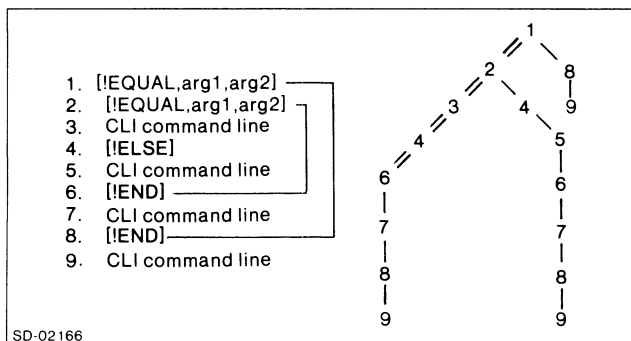 1. [!EQUAL,arg1,arg2]
2. [!EQUAL,arg1,arg2]
3. CLI command line
4. [!ELSE]
5. CLI command line
6. [!END]
7. CLI command line
8. [!END]
9. CLI command line
1
2 8
3 4 9
4 5
6 6
7 7
8 8
9 9
SD-02166